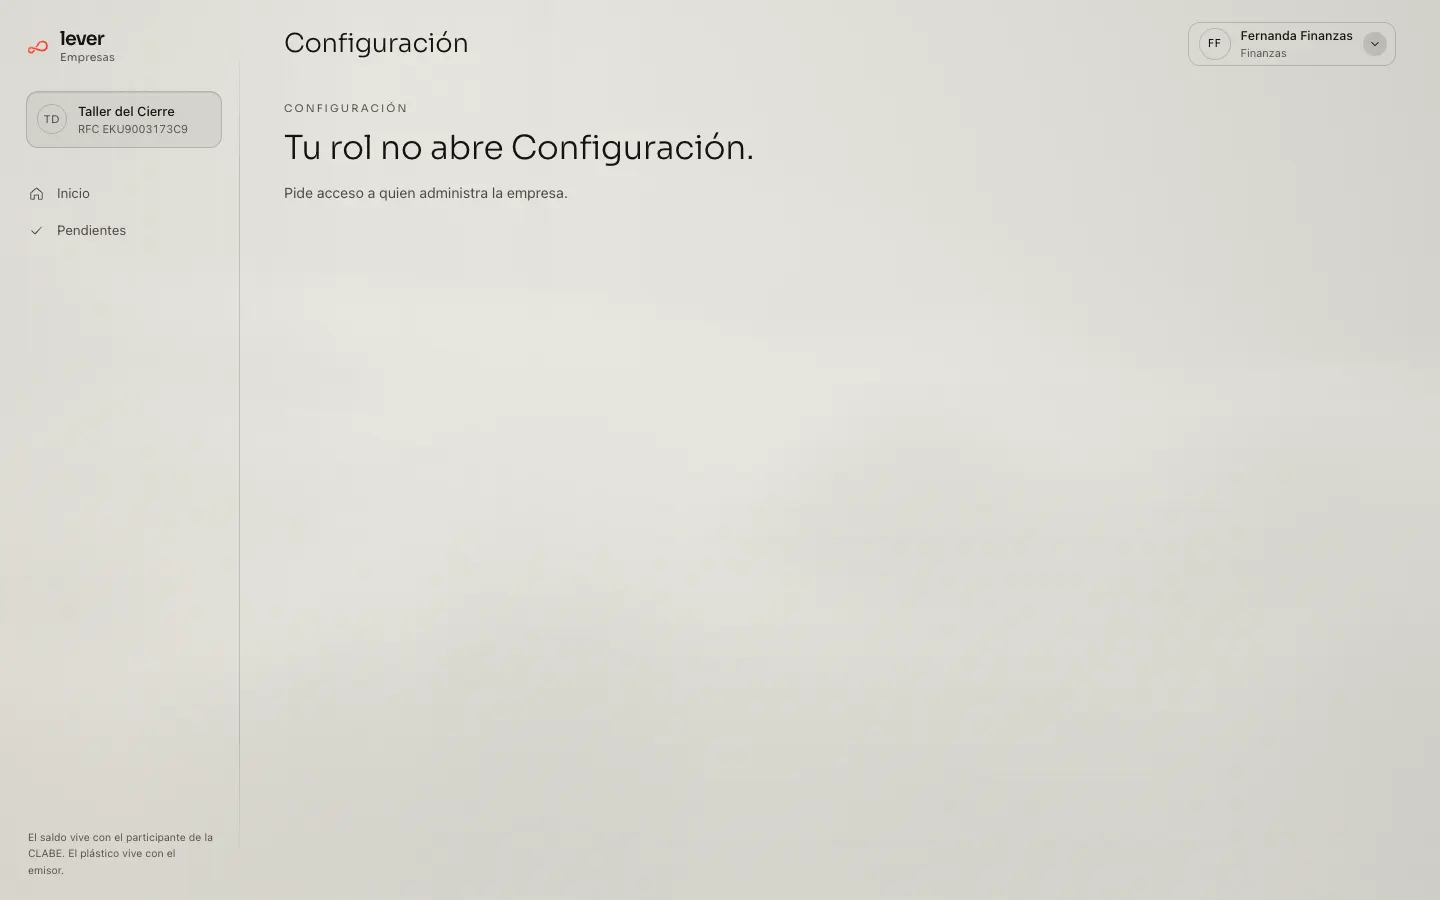 lever
Empresas
TD
Taller del Cierre
RFC EKU9003173C9
Inicio
Pendientes
El saldo vive con el participante de la
CLABE. El plástico vive con el
emisor.
Configuración
FF
Fernanda Finanzas
Finanzas
CONFIGURACIÓN
Tu rol no abre Configuración.
Pide acceso a quien administra la empresa.